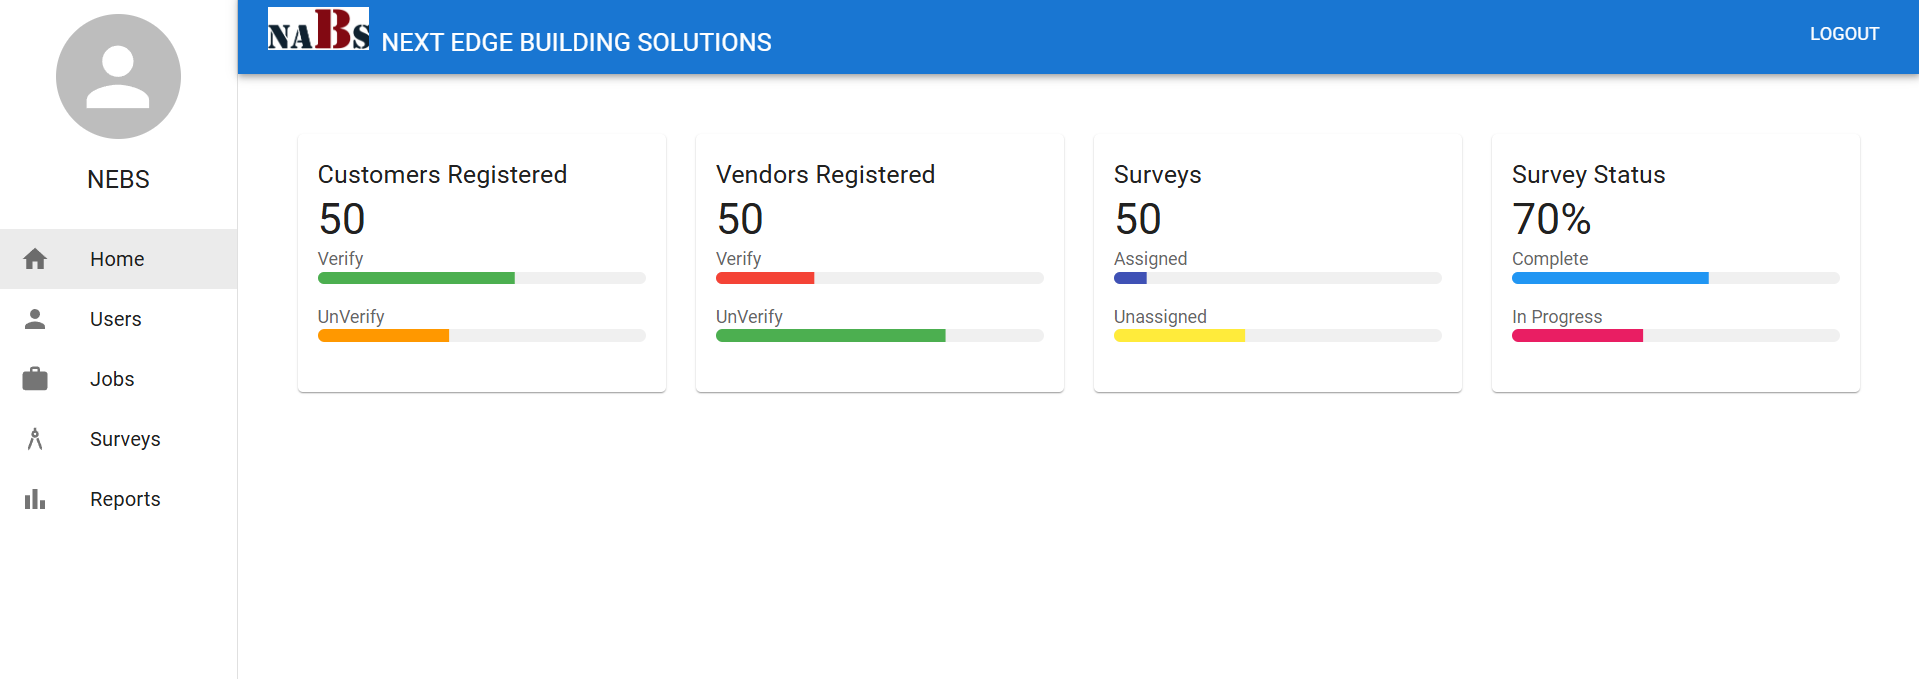 NABS NEXT EDGE BUILDING SOLUTIONS LOGOUT
NEBS
Home
Users
Jobs
Surveys
Reports
Customers Registered
50
Verify
UnVerify
Vendors Registered
50
Verify
UnVerify
Surveys
50
Assigned
Unassigned
Survey Status
70%
Complete
In Progress